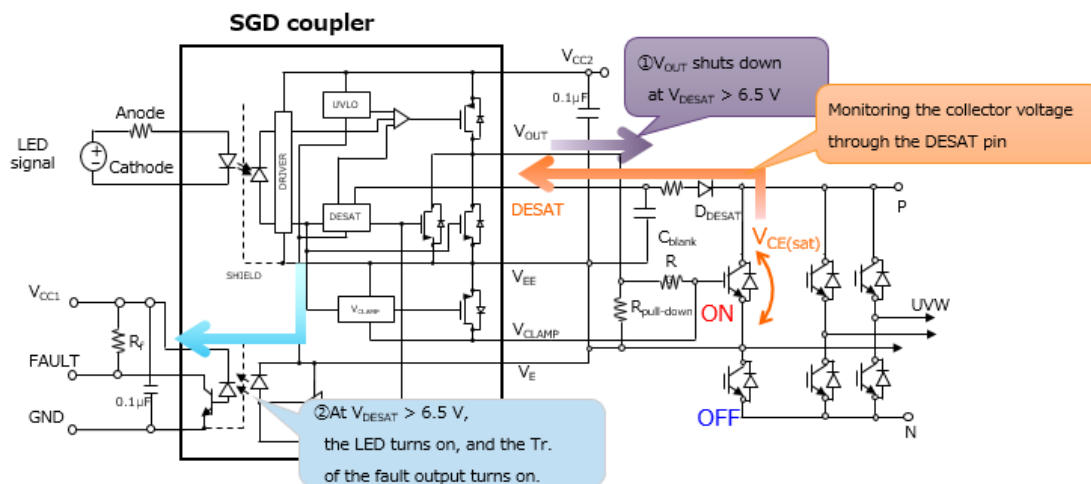 SGD coupler
VCC2
①VOUT shuts down
at VDESAT > 6.5 V
Monitoring the collector voltage
through the DESAT pin
0.1μF
UVLO
Anode
LED
signal
Cathode
DRIVER
VOUT
DESAT
DESAT
DDESAT
P
Cblank
VCE(sat)
R
SHIELD
VEE
VCC1
VCLAMP
Rpull-down
ON
UVW
VCLAMP
Rf
FAULT
VE
0.1μF
GND
②At VDESAT > 6.5 V,
the LED turns on, and the Tr.
of the fault output turns on.
OFF
N